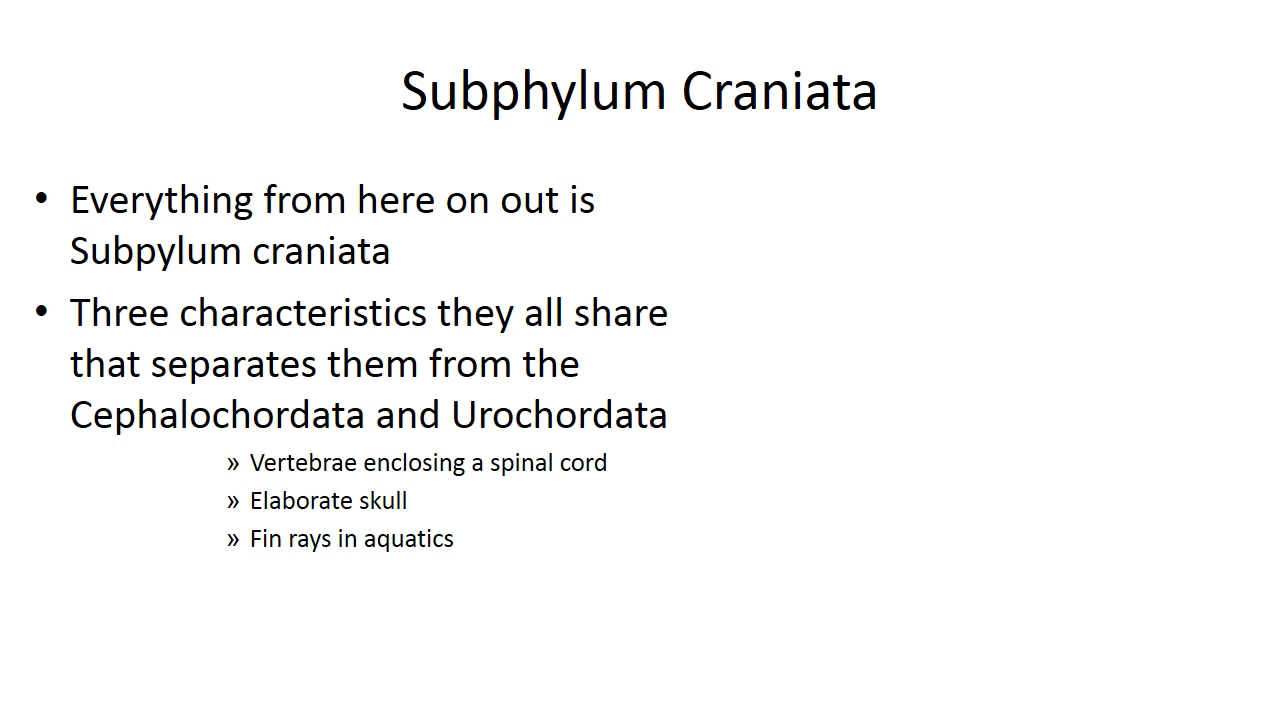 Subphylum Craniata
• Everything from here on out is
Subpylum craniata
• Three characteristics they all share
that separates them from the
Cephalochordata and Urochordata
» Vertebrae enclosing a spinal cord
» Elaborate skull
» Fin rays in aquatics